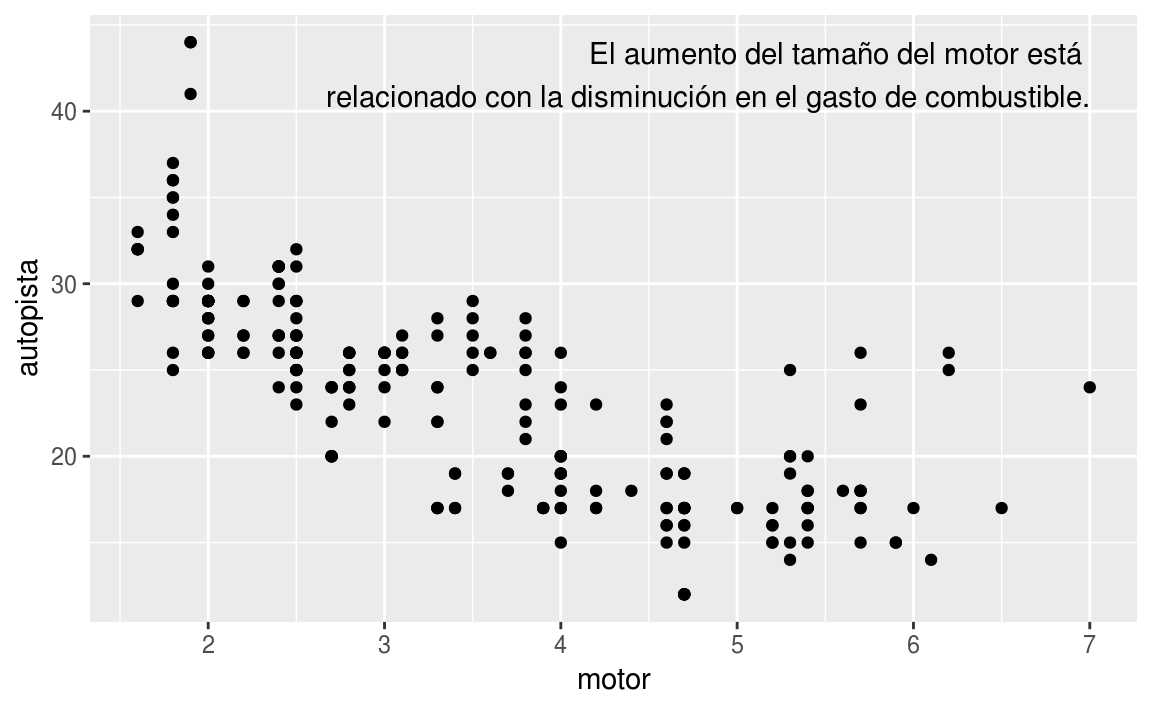 El aumento del tamaño del motor está
relacionado con la disminución en el gasto de combustible.
40
30
20
autopista
2 3 4 5 6 7
motor